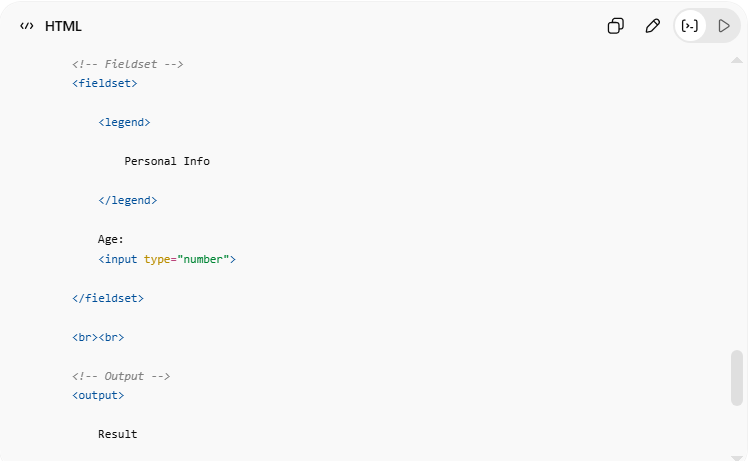 HTML
<!-- Fieldset -->
<fieldset>
<legend>
Personal Info
</legend>
Age:
<input type="number">
</fieldset>
<br><br>
<!-- Output -->
<output>
Result